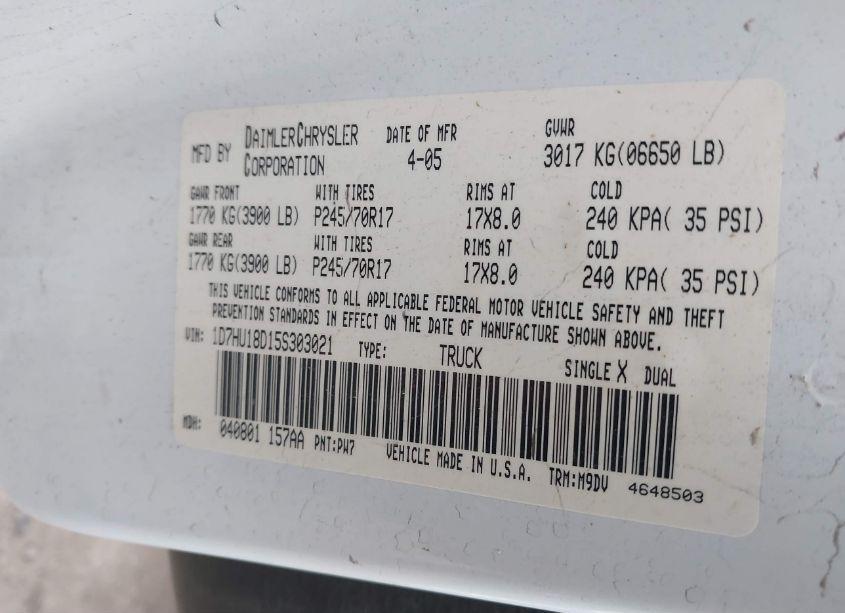 MFD BY DAIMLERCHRYSLER CORPORATION DATE OF MFR 4-05 GVWR 3017 KG(06650 LB)
GAWR FRONT WITH TIRES RIMS AT COLD
1770 KG(3900 LB) P245/70R17 17X8.0 240 KPA( 35 PSI)
GAWR REAR WITH TIRES RIMS AT COLD
1770 KG(3900 LB) P245/70R17 17X8.0 240 KPA( 35 PSI)
THIS VEHICLE CONFORMS TO ALL APPLICABLE FEDERAL MOTOR VEHICLE SAFETY AND THEFT
PREVENTION STANDARDS IN EFFECT ON THE DATE OF MANUFACTURE SHOWN ABOVE.
VIN: 1D7HU18D15S303021 TYPE: TRUCK SINGLE X DUAL
MDH: 040801 157AA PNT:PW7 VEHICLE MADE IN U.S.A. TRM:M9DV 4648503